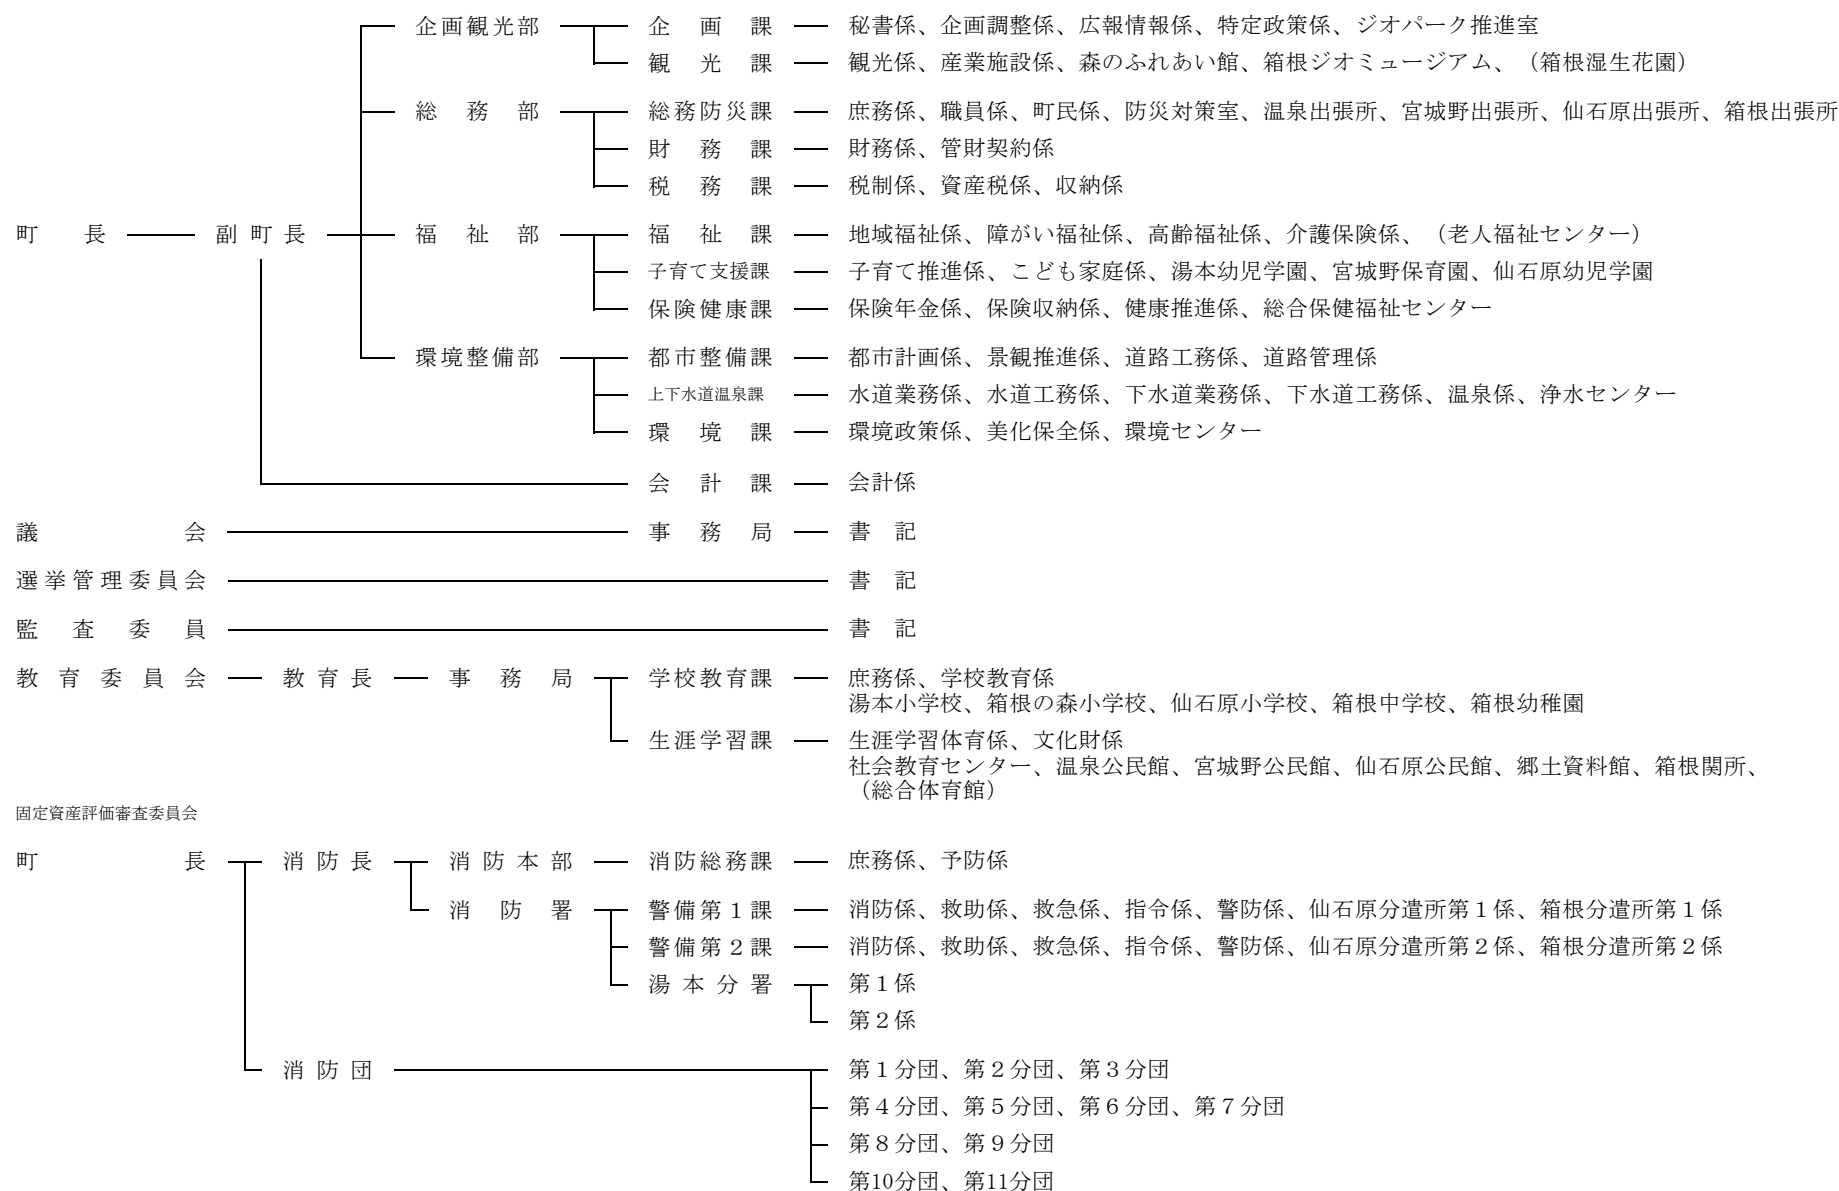 企画観光部 企画課 秘書係、企画調整係、広報情報係、特定政策係、ジオパーク推進室
観光課 観光係、産業施設係、森のふれあい館、箱根ジオミュージアム、（箱根湿生花園）
総務部 総務防災課 庶務係、職員係、町民係、防災対策室、温泉出張所、宮城野出張所、仙石原出張所、箱根出張所
財務課 財務係、管財契約係
税務課 税制係、資産税係、収納係
町長 副町長 福祉部 福祉課 地域福祉係、障がい福祉係、高齢福祉係、介護保険係、（老人福祉センター）
子育て支援課 子育て推進係、こども家庭係、湯本幼児学園、宮城野保育園、仙石原幼児学園
保険健康課 保険年金係、保険収納係、健康推進係、総合保健福祉センター
環境整備部 都市整備課 都市計画係、景観推進係、道路工務係、道路管理係
上下水道温泉課 水道業務係、水道工務係、下水道業務係、下水道工務係、温泉係、浄水センター
環境課 環境政策係、美化保全係、環境センター
会計課 会計係
議会 事務局 書記
選挙管理委員会 書記
監査委員 書記
教育委員会 教育長 事務局 学校教育課 庶務係、学校教育係
湯本小学校、箱根の森小学校、仙石原小学校、箱根中学校、箱根幼稚園
生涯学習課 生涯学習体育係、文化財係
社会教育センター、温泉公民館、宮城野公民館、仙石原公民館、郷土資料館、箱根関所、
（総合体育館）
固定資産評価審査委員会
町長 消防長 消防本部 消防総務課 庶務係、予防係
消防署 警備第１課 消防係、救助係、救急係、指令係、警防係、仙石原分遣所第１係、箱根分遣所第１係
警備第２課 消防係、救助係、救急係、指令係、警防係、仙石原分遣所第２係、箱根分遣所第２係
湯本分署 第１係
第２係
消防団 第１分団、第２分団、第３分団
第４分団、第５分団、第６分団、第７分団
第８分団、第９分団
第10分団、第11分団